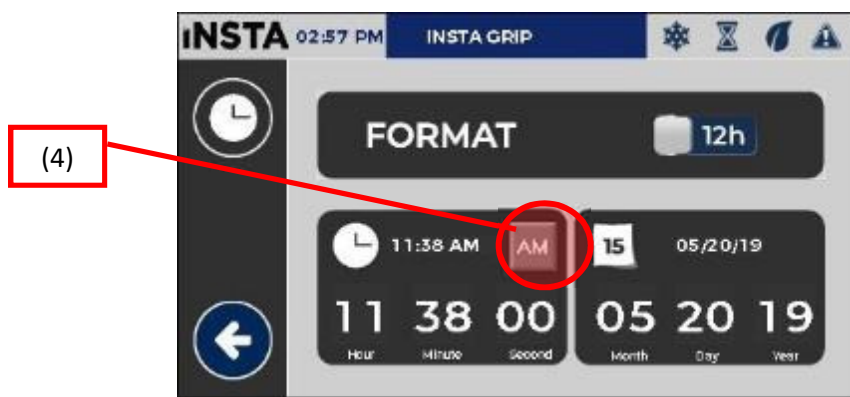 INSTA 02:57 PM INSTA GRIP
FORMAT 12h
(4)
11:38 AM AM 15 05/20/19
11 38 00 05 20 19
Hour Minute Second Month Day Year